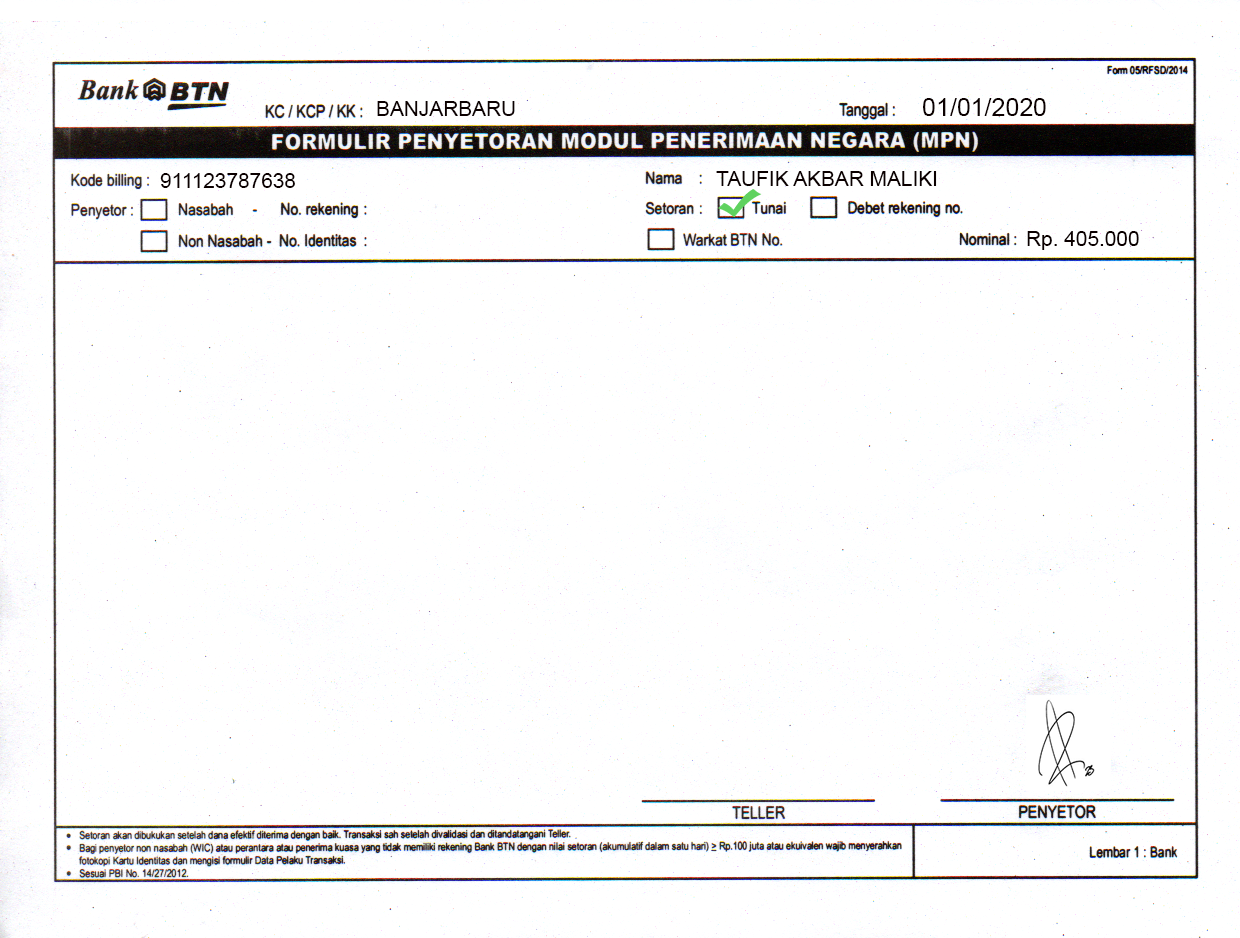 Form 05/RFSD/2014
Bank BTN
KC / KCP / KK : BANJARBARU Tanggal : 01/01/2020
FORMULIR PENYETORAN MODUL PENERIMAAN NEGARA (MPN)
Kode billing : 911123787638 Nama : TAUFIK AKBAR MALIKI
Penyetor : Nasabah - No. rekening : Setoran : Tunai Debet rekening no.
Non Nasabah - No. Identitas : Warkat BTN No. Nominal : Rp. 405.000
TELLER PENYETOR
• Setoran akan dibukukan setelah dana efektif diterima dengan baik. Transaksi sah setelah divalidasi dan ditandatangani Teller.
• Bagi penyetor non nasabah (WIC) atau perantara atau penerima kuasa yang tidak memiliki rekening Bank BTN dengan nilai setoran (akumulatif dalam satu hari) ≥ Rp.100 juta atau ekuivalen wajib menyerahkan
fotokopi Kartu Identitas dan mengisi formulir Data Pelaku Transaksi.
• Sesuai PBI No. 14/27/2012.
Lembar 1 : Bank